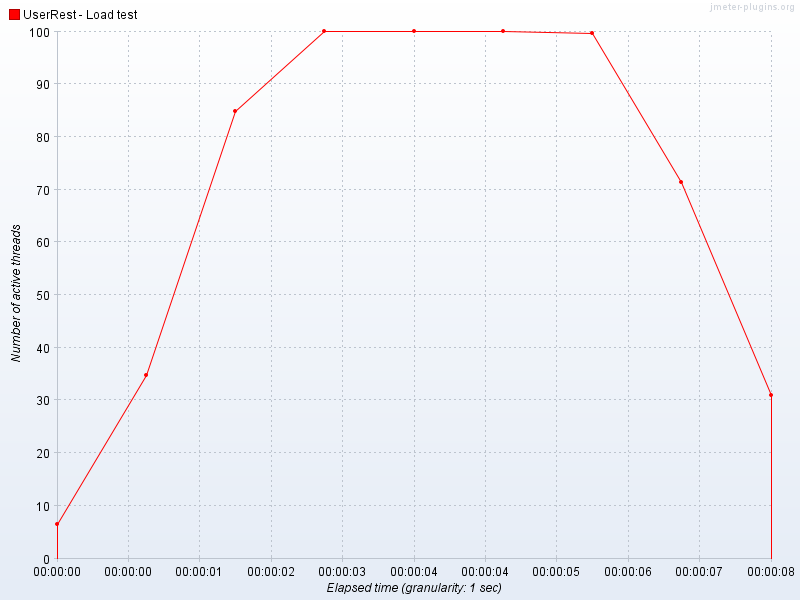 jmeter-plugins.org
UserRest - Load test
100
90
80
70
60
50
40
30
20
10
0
Number of active threads
00:00:00 00:00:00 00:00:01 00:00:02 00:00:03 00:00:04 00:00:04 00:00:05 00:00:06 00:00:07 00:00:08
Elapsed time (granularity: 1 sec)